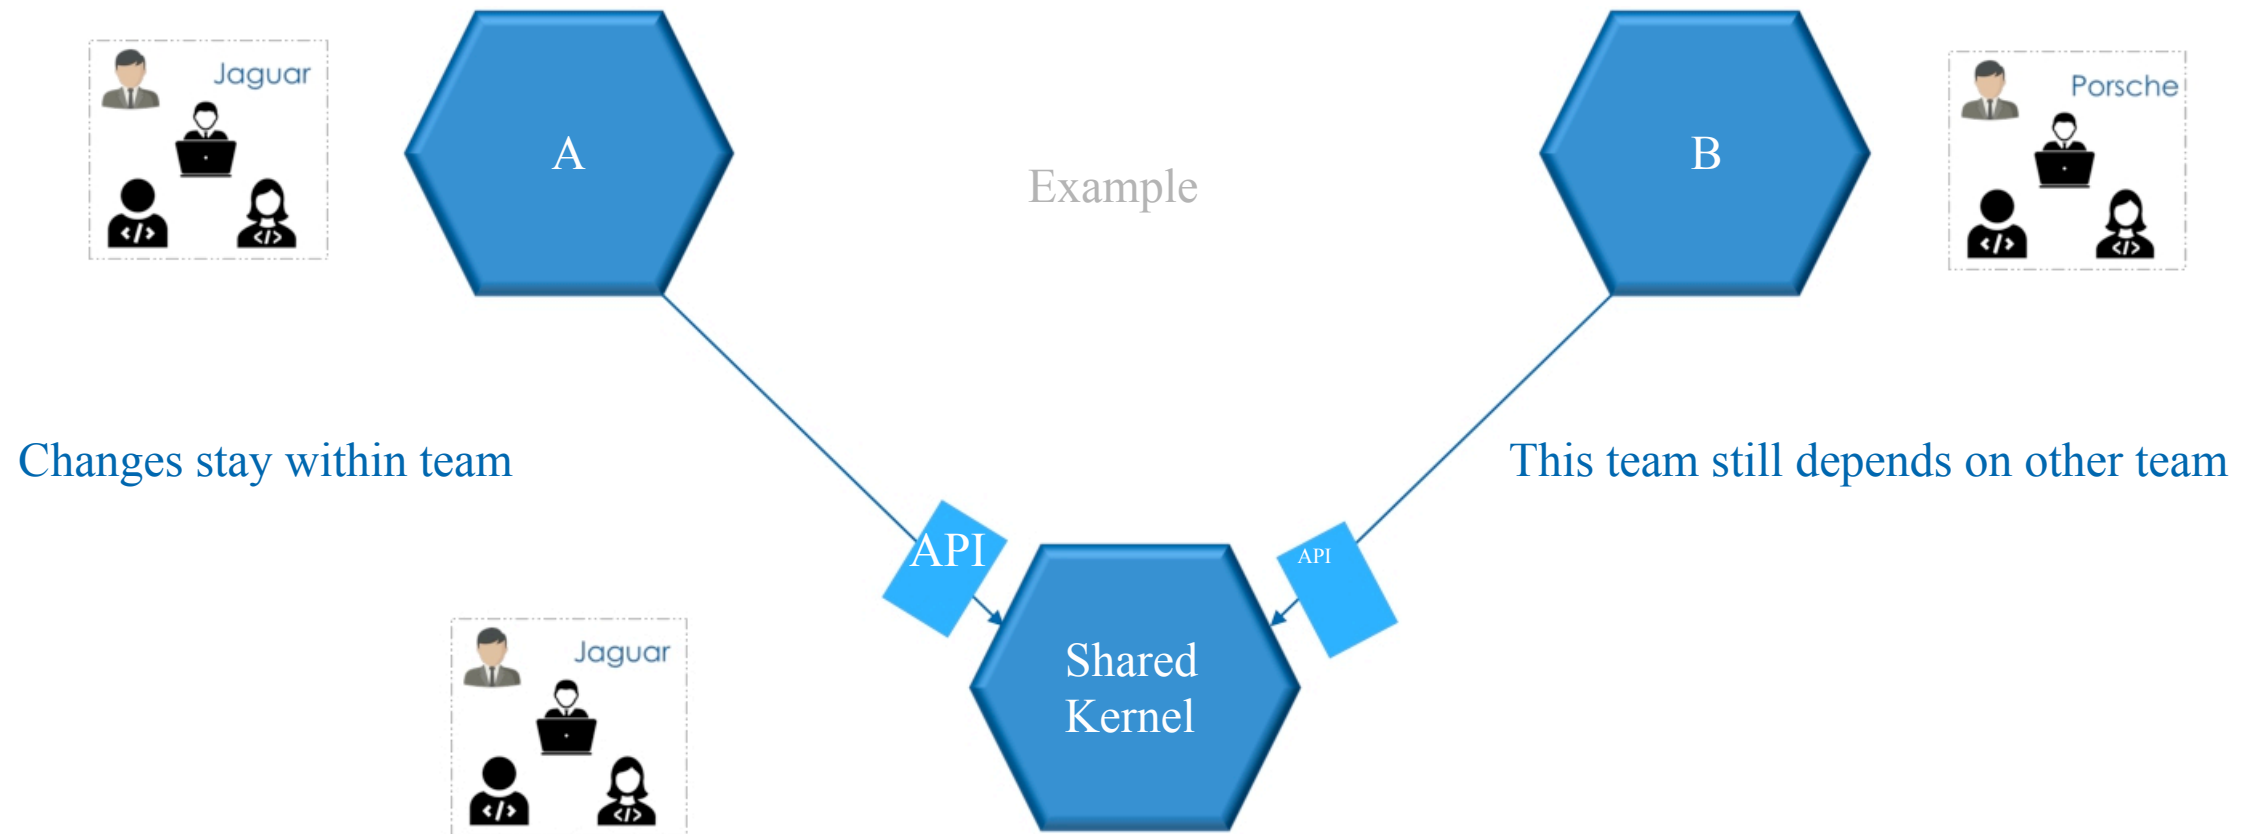 Jaguar
A
Example
B
Porsche
</>
</>
</>
</>
Changes stay within team
This team still depends on other team
API
API
Jaguar
Shared
Kernel
</>
</>